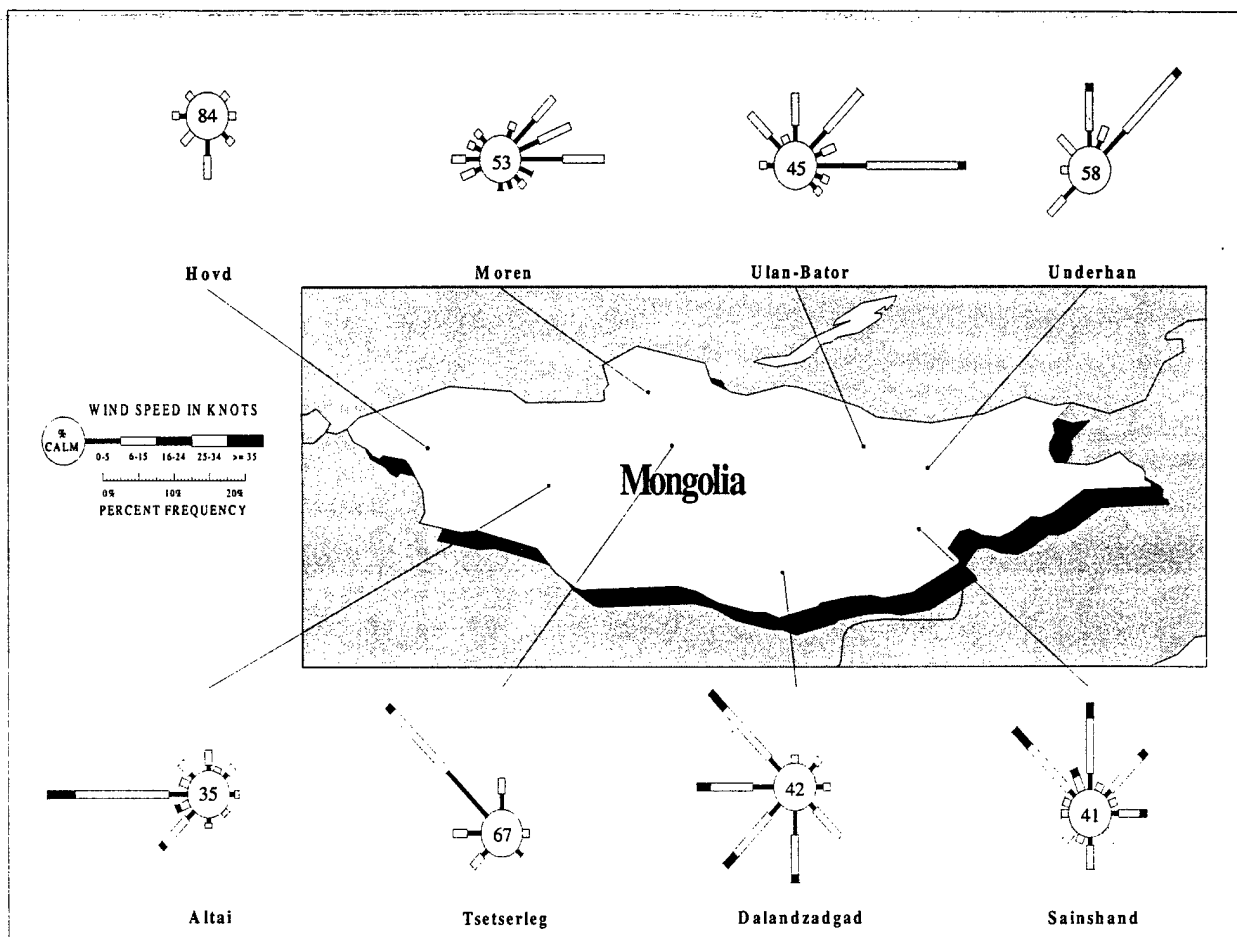 84
53
45
58
Hovd
Moren
Ulan-Bator
Underhan
WIND SPEED IN KNOTS
% CALM
0-5 6-15 16-24 25-34 >= 35
0% 10% 20%
PERCENT FREQUENCY
Mongolia
35
67
42
41
Altai
Tsetserleg
Dalandzadgad
Sainshand